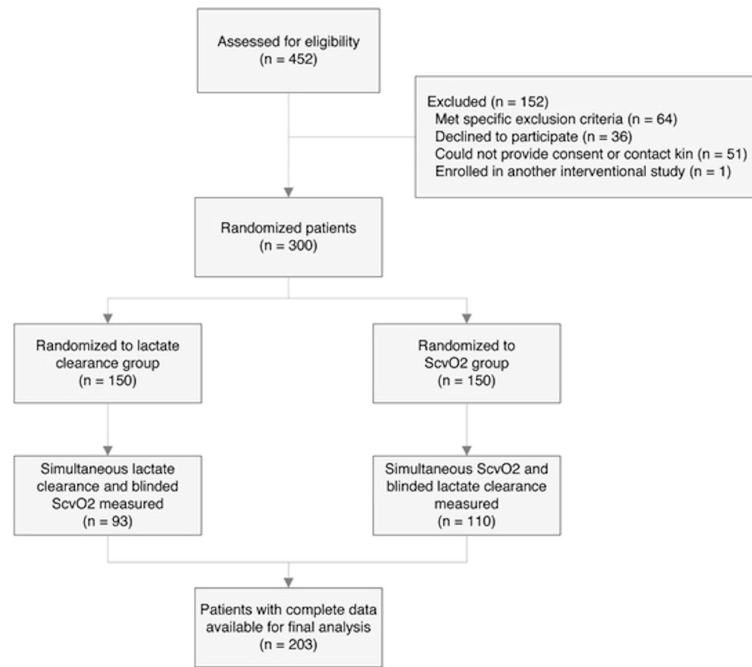 Assessed for eligibility
(n = 452)
Excluded (n = 152)
Met specific exclusion criteria (n = 64)
Declined to participate (n = 36)
Could not provide consent or contact kin (n = 51)
Enrolled in another interventional study (n = 1)
Randomized patients
(n = 300)
Randomized to lactate
clearance group
(n = 150)
Randomized to
ScvO2 group
(n = 150)
Simultaneous lactate
clearance and blinded
ScvO2 measured
(n = 93)
Simultaneous ScvO2 and
blinded lactate clearance
measured
(n = 110)
Patients with complete data
available for final analysis
(n = 203)